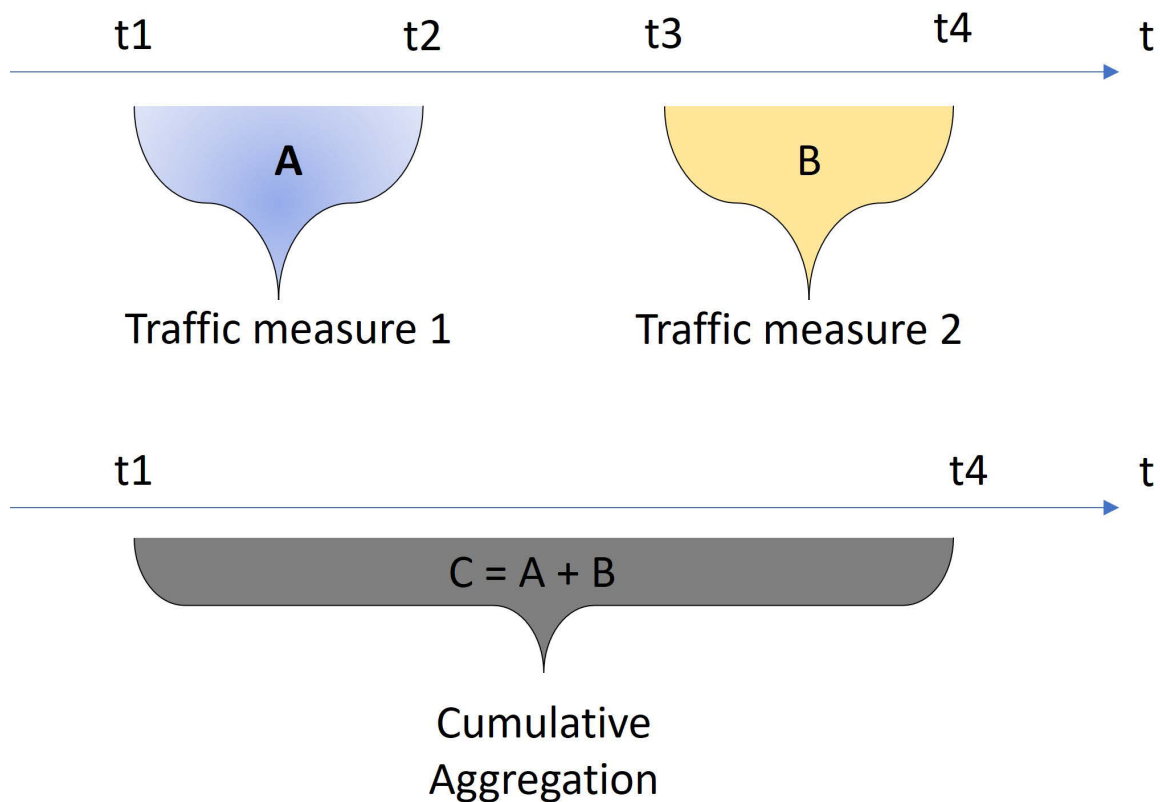 t1 t2 t3 t4 t
A B
Traffic measure 1 Traffic measure 2
t1 t4 t
C = A + B
Cumulative
Aggregation